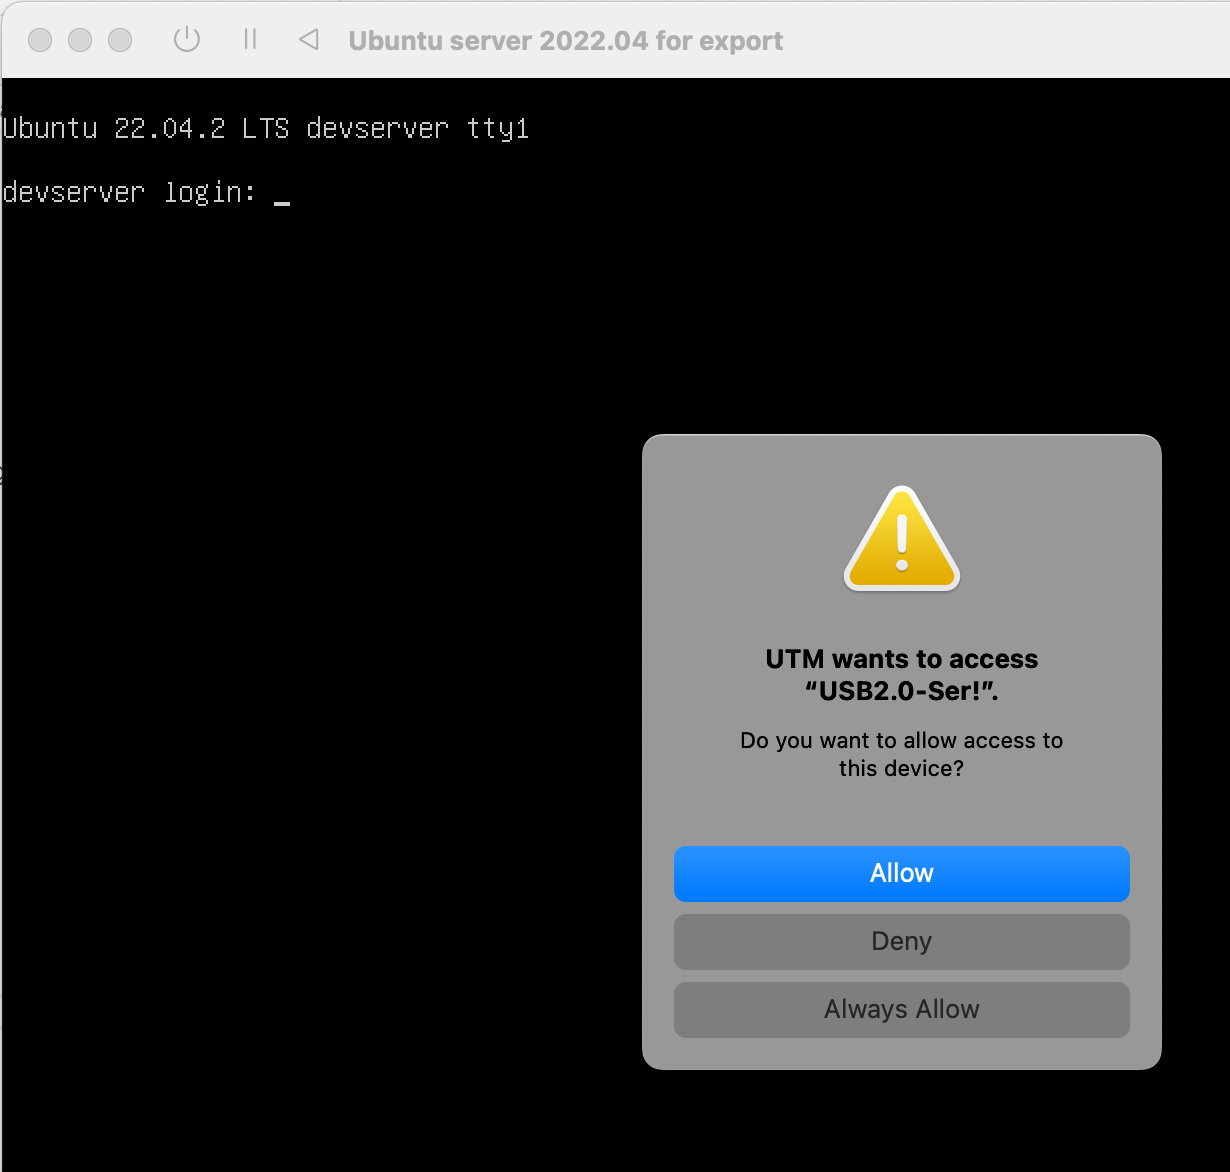 Ubuntu server 2022.04 for export
Ubuntu 22.04.2 LTS devserver tty1
devserver login: _
UTM wants to access
“USB2.0-Ser!”.
Do you want to allow access to
this device?
Allow
Deny
Always Allow